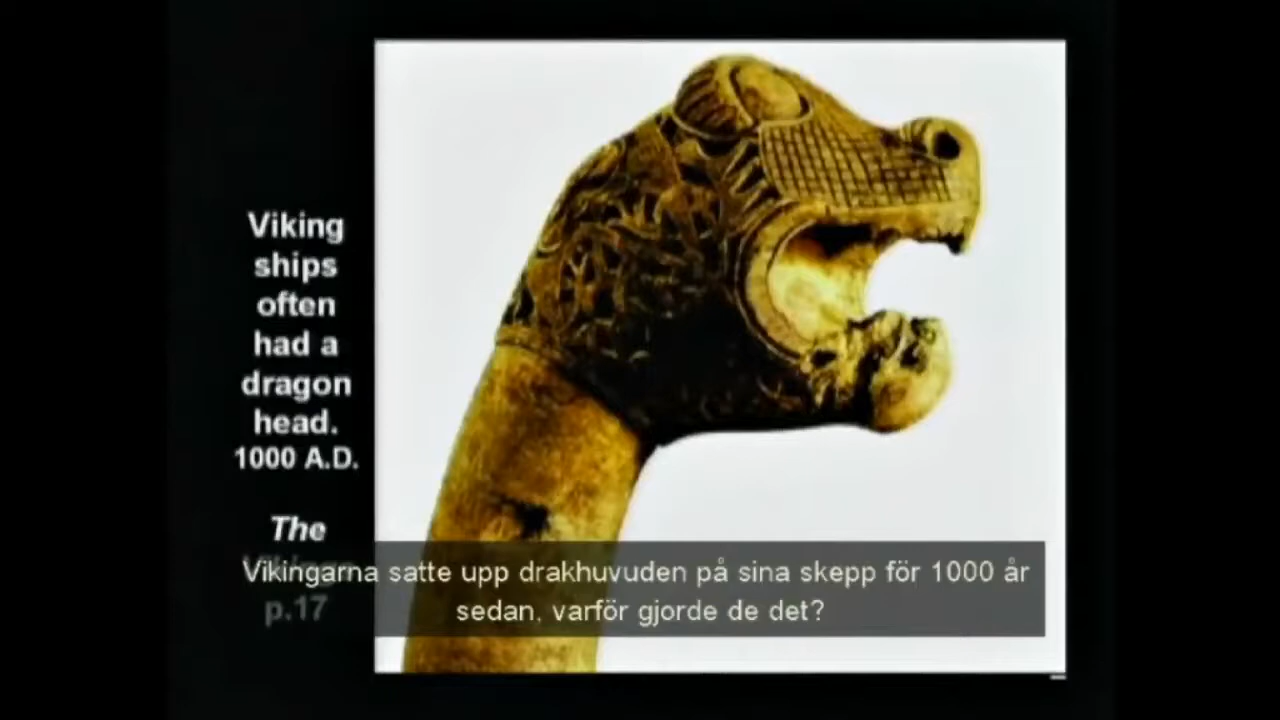 Viking
ships
often
had a
dragon
head.
1000 A.D.
The
p.17
Vikingarna satte upp drakhuvuden på sina skepp för 1000 år
sedan, varför gjorde de det?